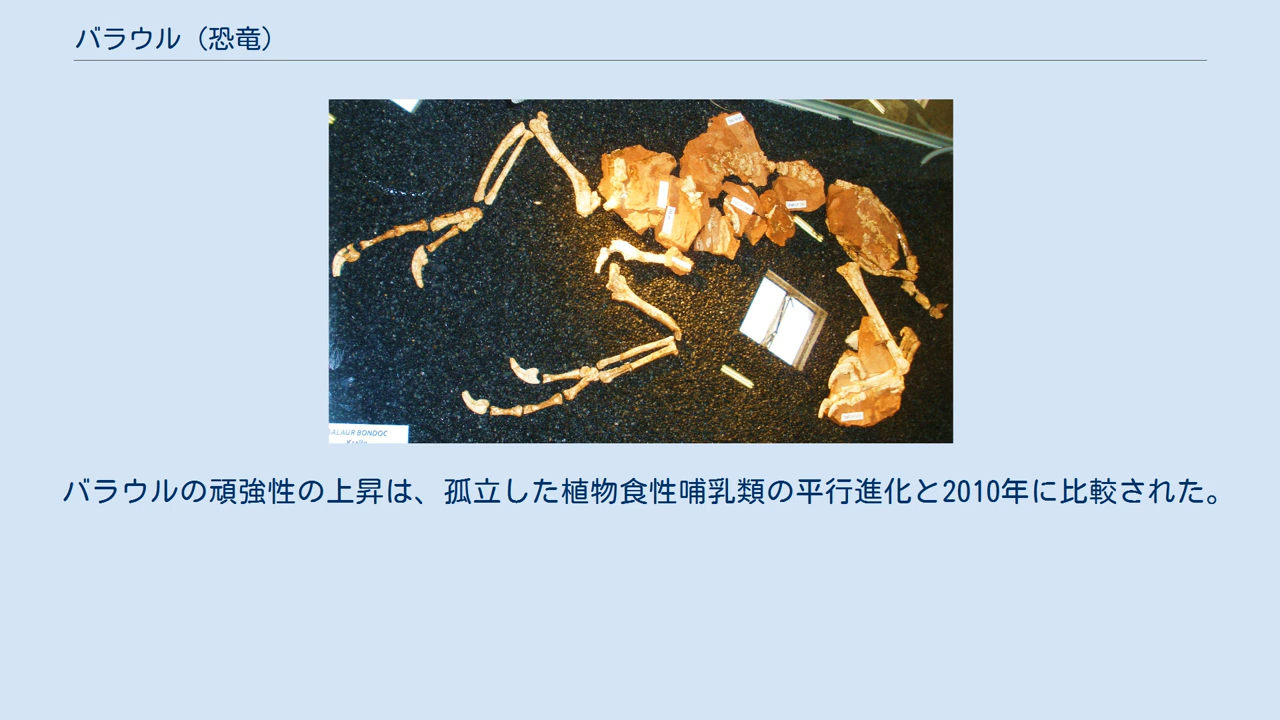 バラウル（恐竜）
ALAUR BONDOC
バラウルの頑強性の上昇は、孤立した植物食性哺乳類の平行進化と2010年に比較された。